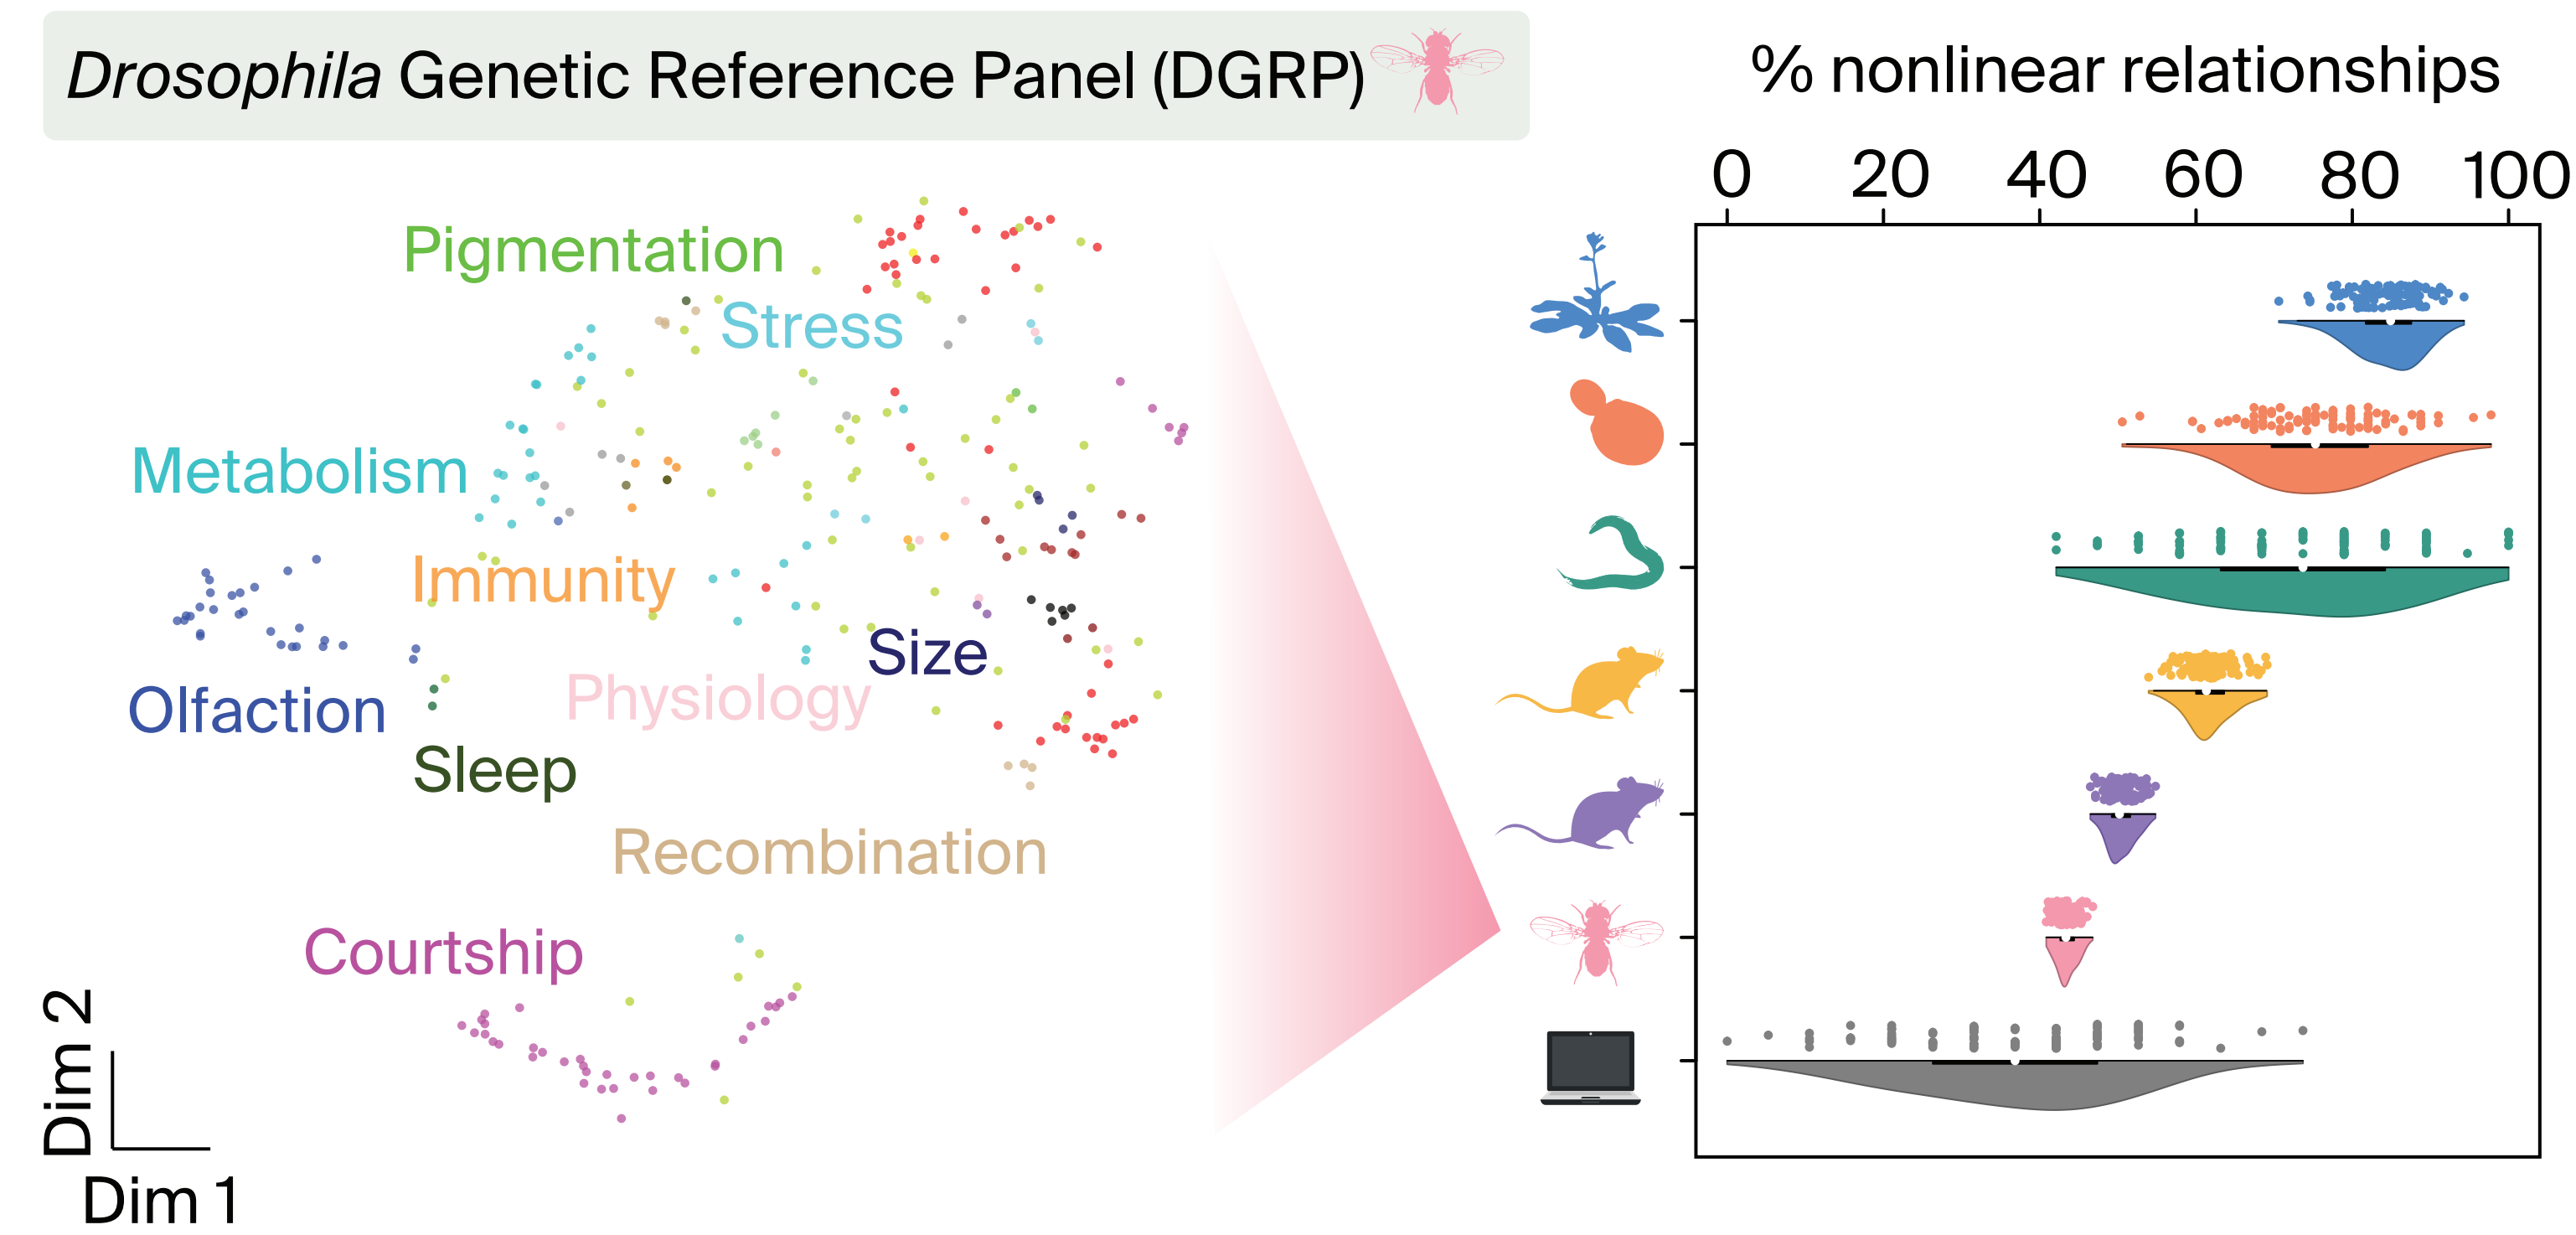 Drosophila Genetic Reference Panel (DGRP)
% nonlinear relationships
0 20 40 60 80 100
Pigmentation
Stress
Metabolism
Immunity
Size
Olfaction
Physiology
Sleep
Recombination
Courtship
Dim 2
Dim 1